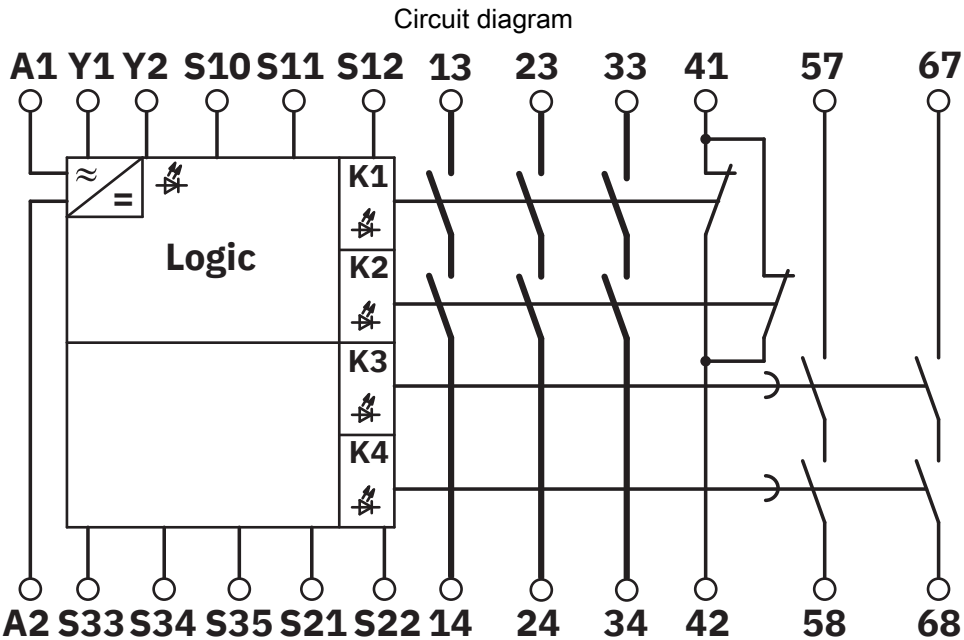 Circuit diagram
A1 Y1 Y2 S10 S11 S12 13 23 33 41 57 67
≈
=
K1
Logic
K2
K3
K4
A2 S33 S34 S35 S21 S22 14 24 34 42 58 68